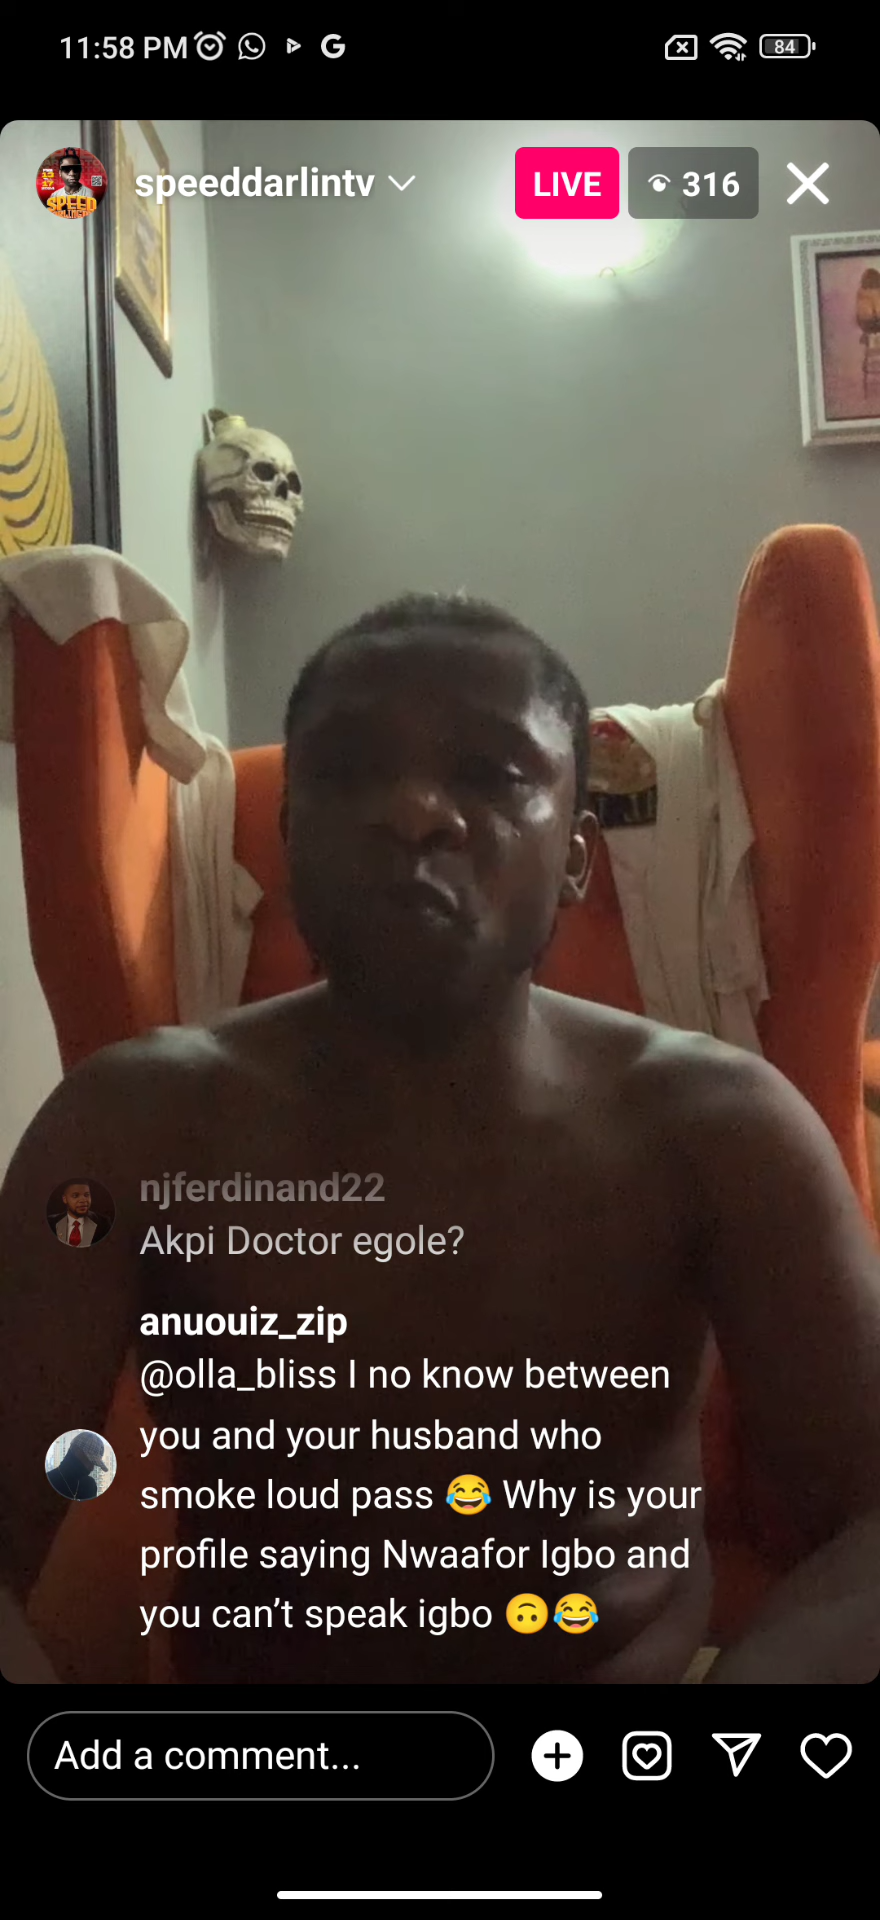 11:58 PM
84
speeddarlintv
LIVE
316
SPEED
njferdinand22
Akpi Doctor egole?
anuouiz_zip
@olla_bliss I no know between
you and your husband who
smoke loud pass 😂 Why is your
profile saying Nwaafor Igbo and
you can’t speak igbo 🙃😂
Add a comment...